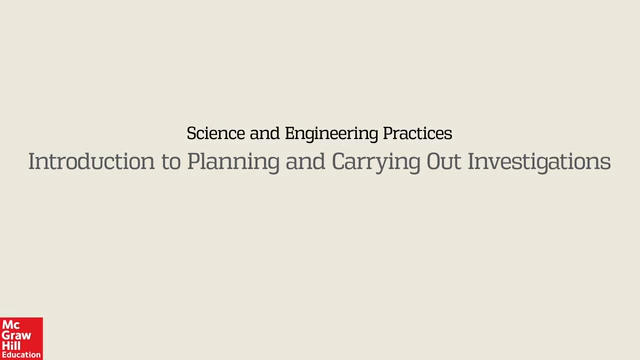 Science and Engineering Practices
Introduction to Planning and Carrying Out Investigations
Mc
Graw
Hill
Education